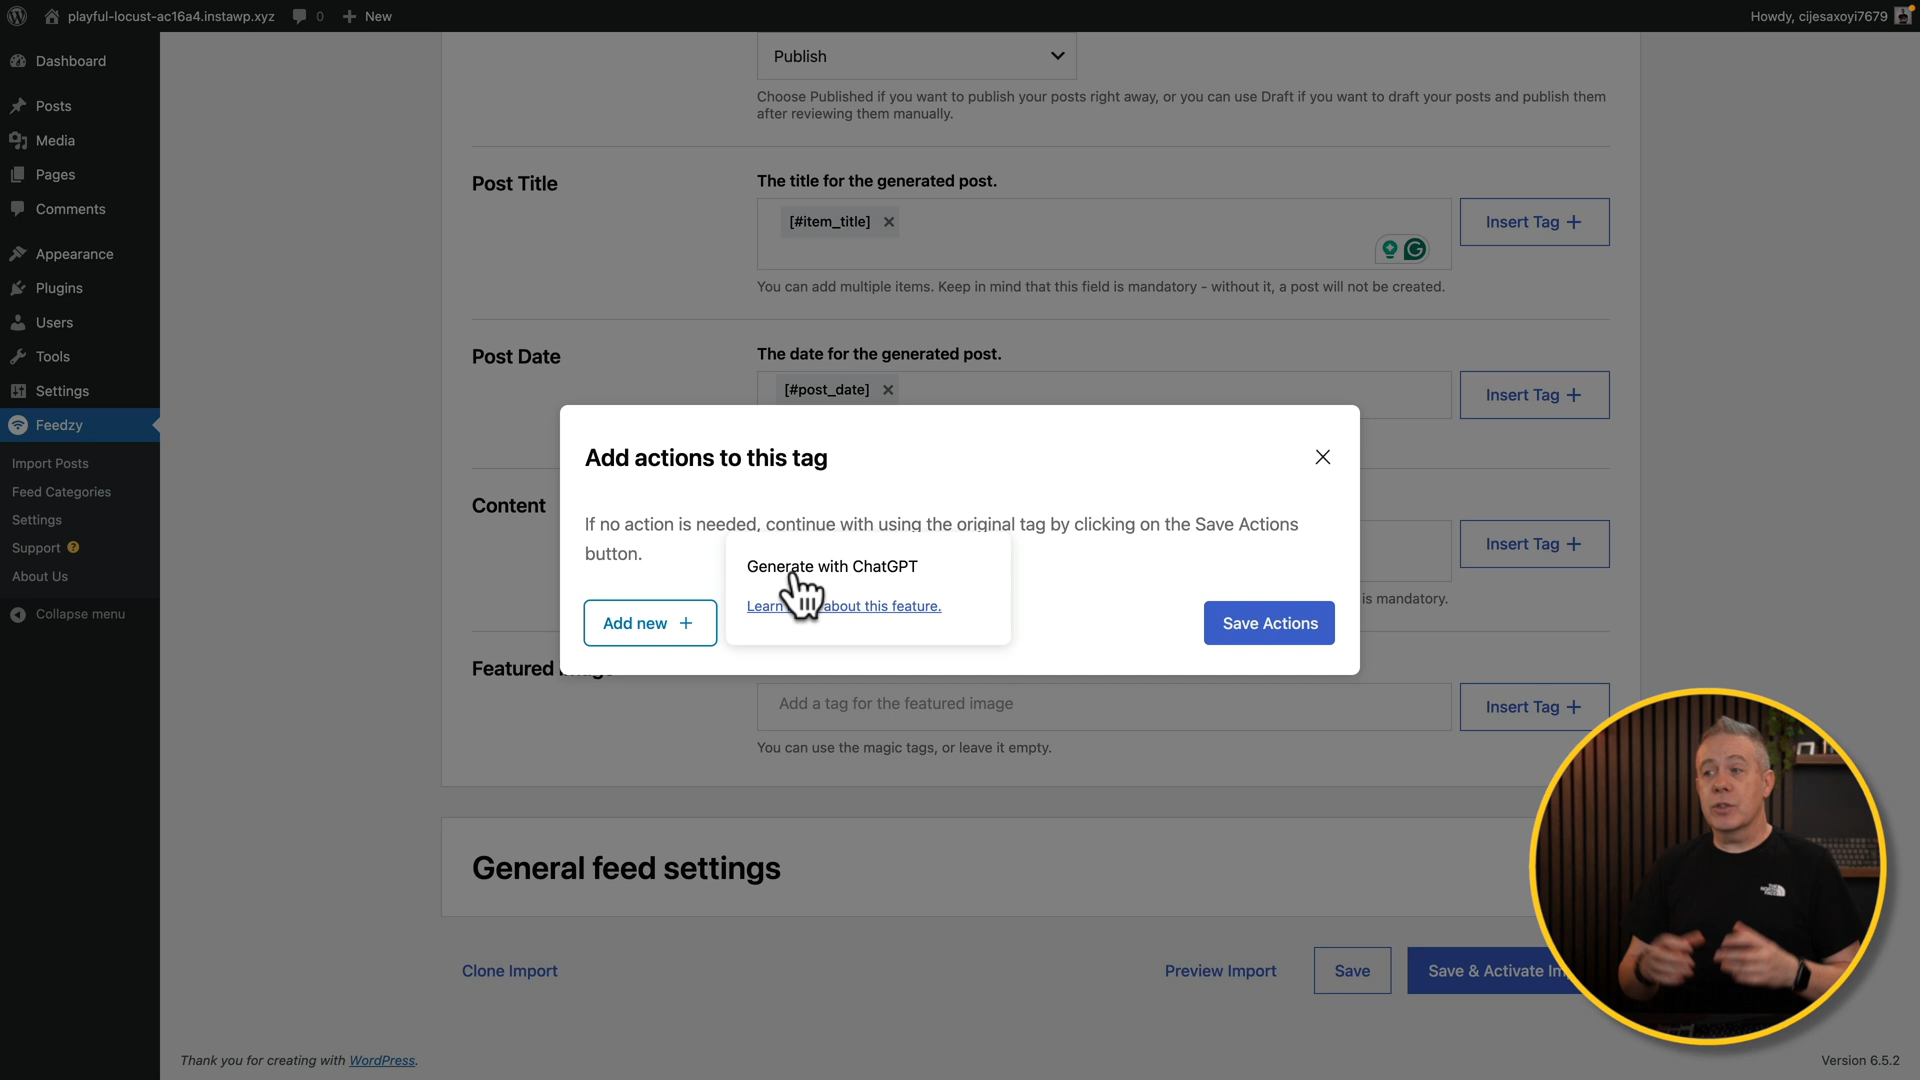 playful-locust-ac16a4.instawp.xyz
0
New
Howdy, cijesaxoyi7679
Dashboard
Posts
Media
Pages
Comments
Appearance
Plugins
Users
Tools
Settings
Feedzy
Import Posts
Feed Categories
Settings
Support ?
About Us
Collapse menu
Publish
Choose Published if you want to publish your posts right away, or you can use Draft if you want to draft your posts and publish them
after reviewing them manually.
Post Title
The title for the generated post.
[#item_title]
Insert Tag +
You can add multiple items. Keep in mind that this field is mandatory - without it, a post will not be created.
Post Date
The date for the generated post.
[#post_date]
Insert Tag +
Add actions to this tag
If no action is needed, continue with using the original tag by clicking on the Save Actions
button.
Generate with ChatGPT
Learn about this feature.
Add new +
Save Actions
Content
Insert Tag +
is mandatory.
Featured
Add a tag for the featured image
Insert Tag +
You can use the magic tags, or leave it empty.
General feed settings
Clone Import
Preview Import
Save
Save & Activate Im
THE NORTH FACE
Thank you for creating with WordPress.
Version 6.5.2